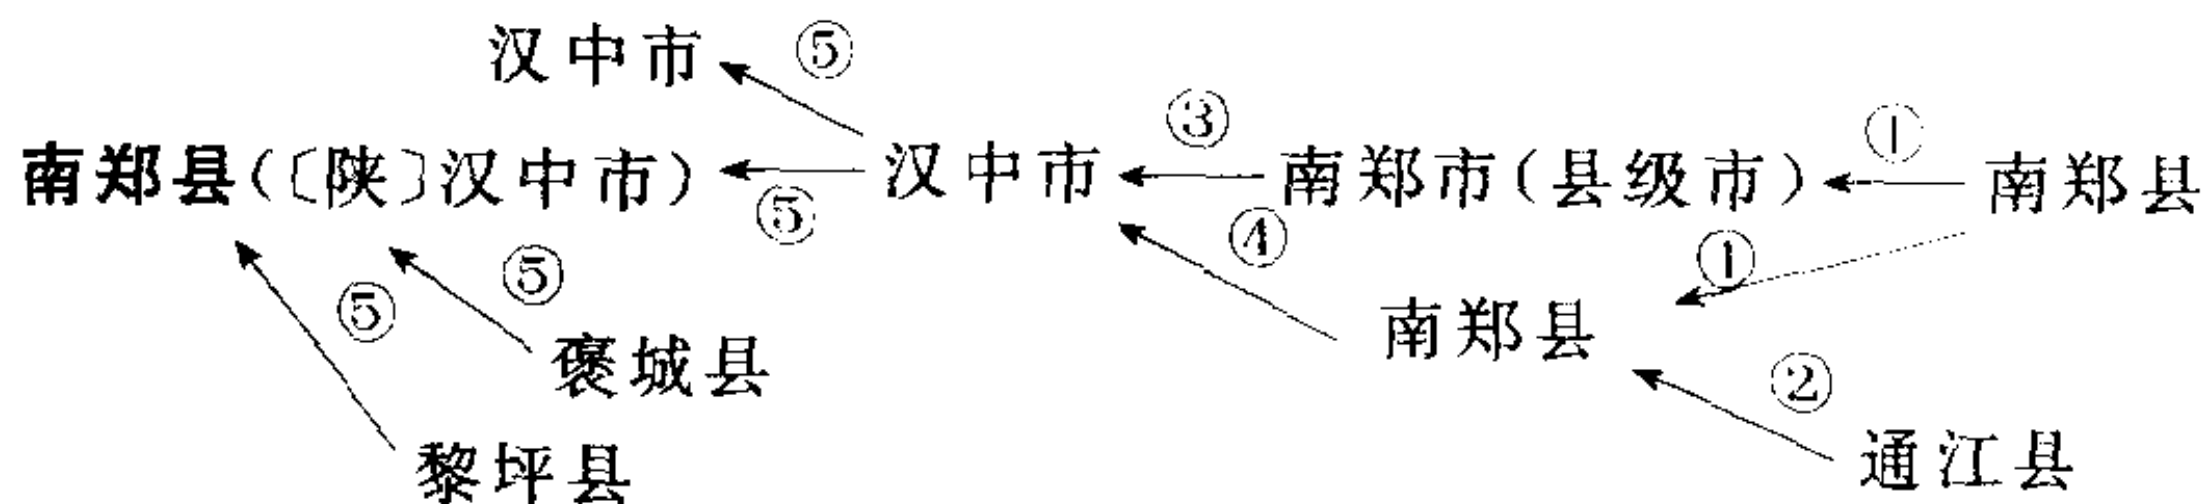 汉中市 ⑤
南郑县(〔陕〕汉中市) ⑤ 汉中市 ③ 南郑市(县级市) ① 南郑县
⑤ ④ ① 南郑县
⑤ 褒城县 ② 通江县
黎坪县